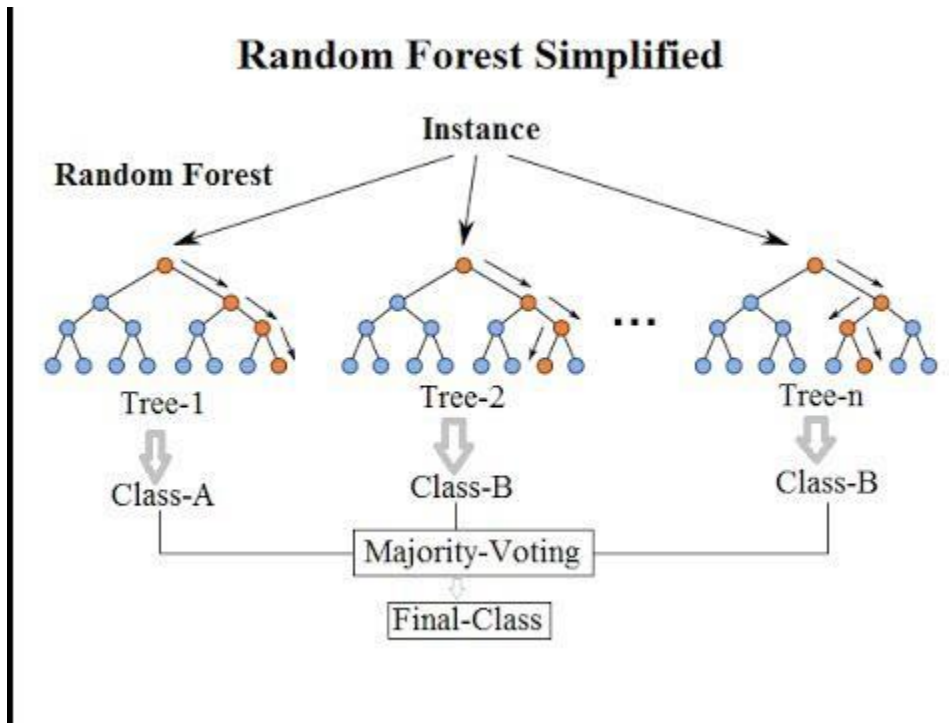 Random Forest Simplified
Instance
Random Forest
...
Tree-1
Tree-2
Tree-n
Class-A
Class-B
Class-B
Majority-Voting
Final-Class